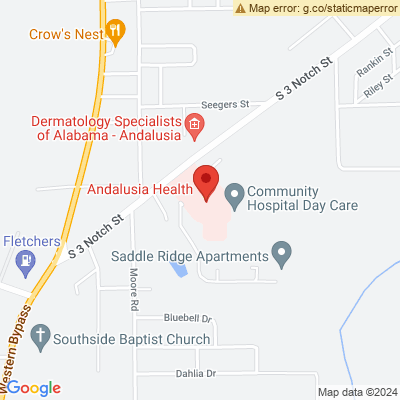 Map error: g.co/staticmaperror
Crow's Nest
Rankin St
Riley St
Seegers St
S 3 Notch St
Dermatology Specialists
of Alabama - Andalusia
Andalusia Health
Community
Hospital Day Care
S 3 Notch St
Fletchers
Saddle Ridge Apartments
Moore Rd
Western Bypass
Bluebell Dr
Southside Baptist Church
Dahlia Dr
Google
Map data ©2024